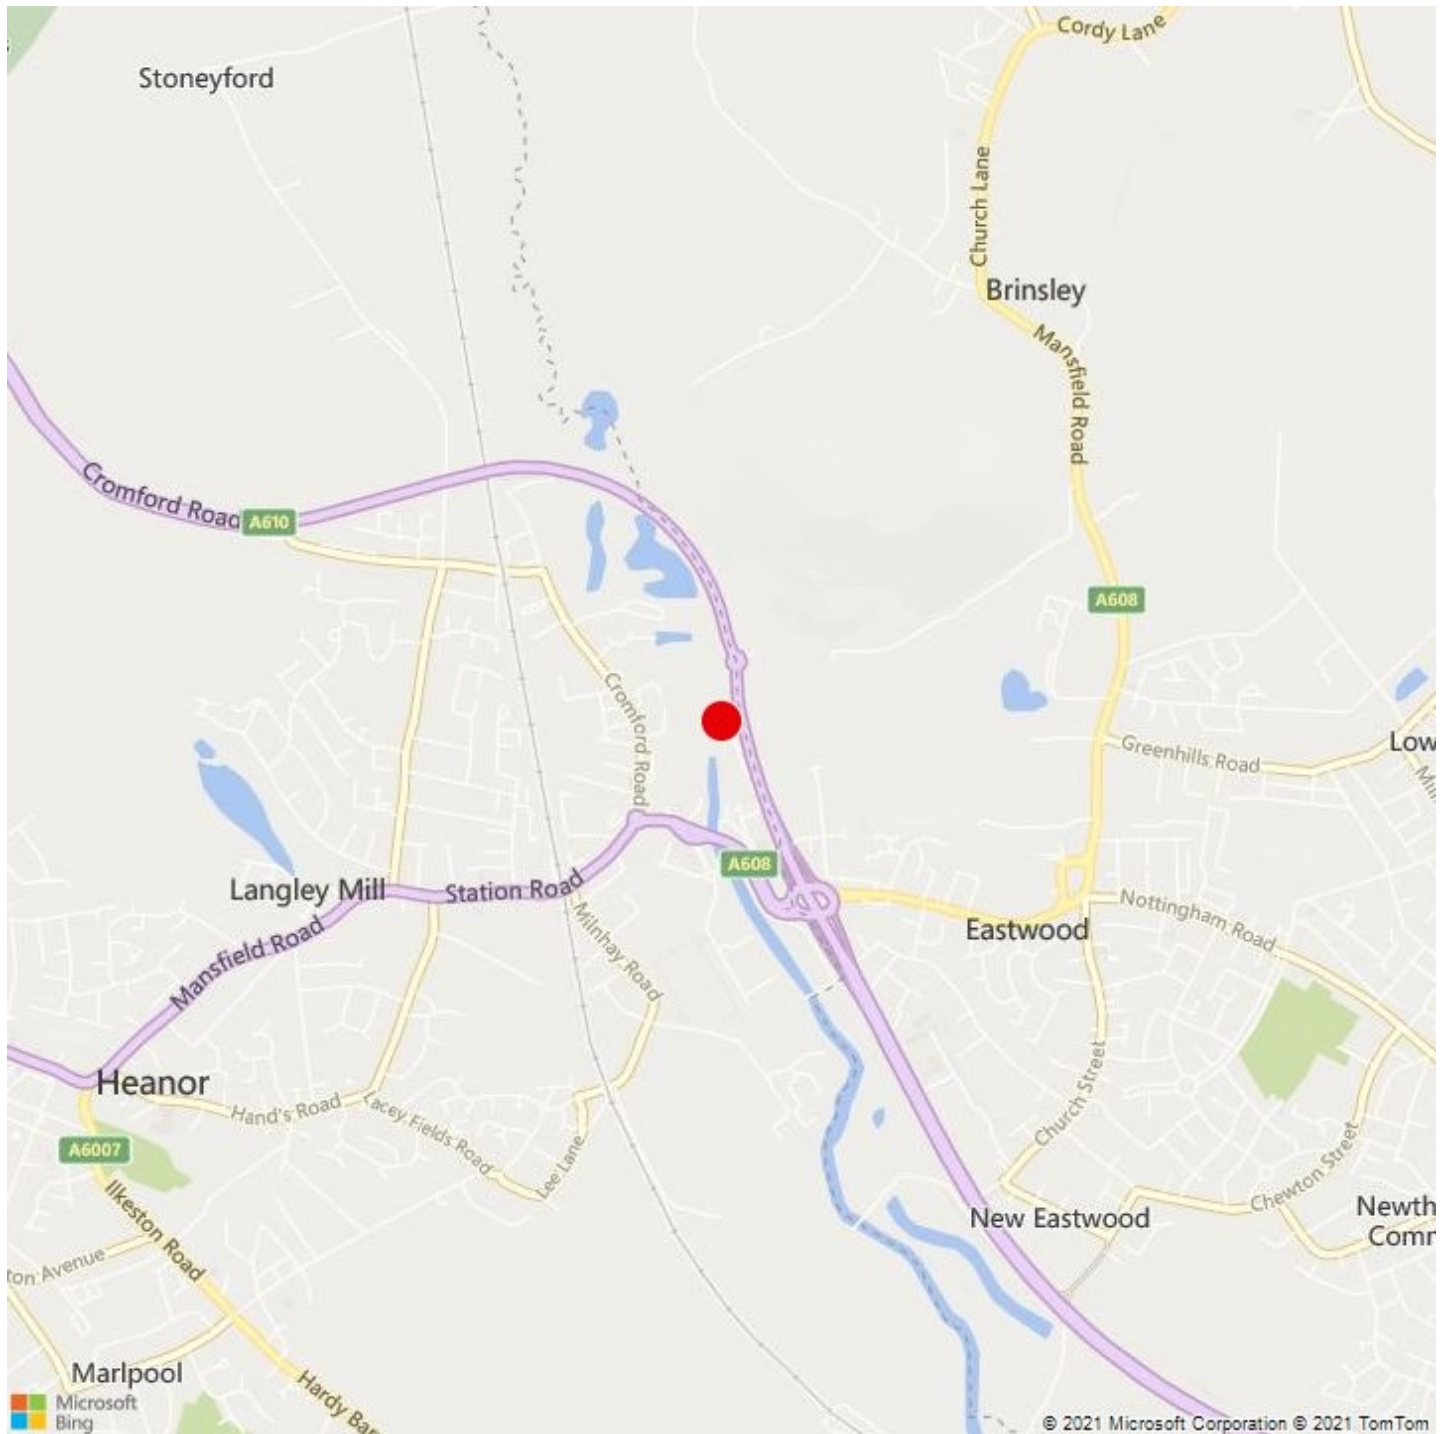 Cordy Lane
Stoneyford
Church Lane
Brinsley
Mansfield Road
Cromford Road
A610
A608
Cromford Road
Greenhills Road
Low
A608
Langley Mill
Station Road
Nottingham Road
Eastwood
Mansfield Road
Milnhay Road
Heanor
Hand's Road
Lacey Fields Road
Church Street
A6007
Lee Lane
Chewton Street
Ilkeston Road
New Eastwood
Newth
Comm
ton Avenue
Marlpool
Hardy Bar
Microsoft
Bing
© 2021 Microsoft Corporation © 2021 TomTom